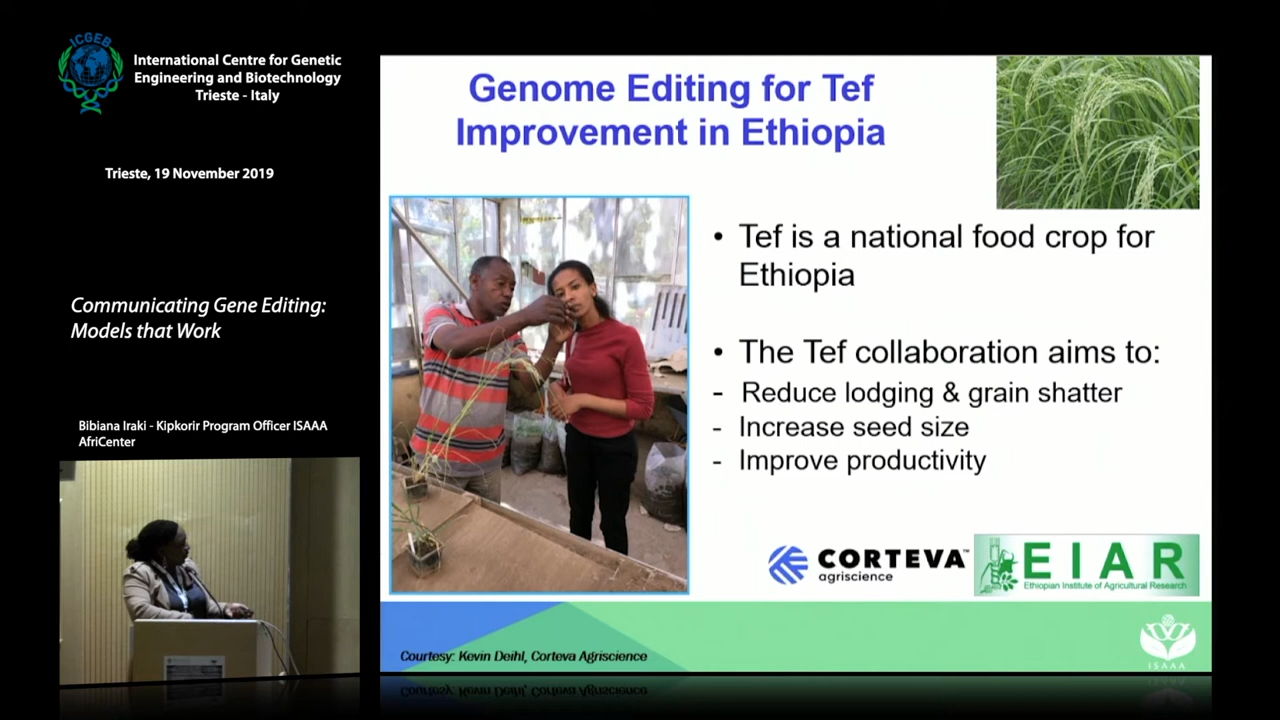 ICGEB
International Centre for Genetic
Engineering and Biotechnology
Trieste - Italy
Trieste, 19 November 2019
Communicating Gene Editing:
Models that Work
Bibiana Iraki - Kipkorir Program Officer ISAAA
AfriCenter
Genome Editing for Tef
Improvement in Ethiopia
• Tef is a national food crop for
Ethiopia
• The Tef collaboration aims to:
- Reduce lodging & grain shatter
- Increase seed size
- Improve productivity
CORTEVA™
agriscience
EIAR
Ethiopian Institute of Agricultural Research
Courtesy: Kevin Deihl, Corteva Agriscience
ISAAA